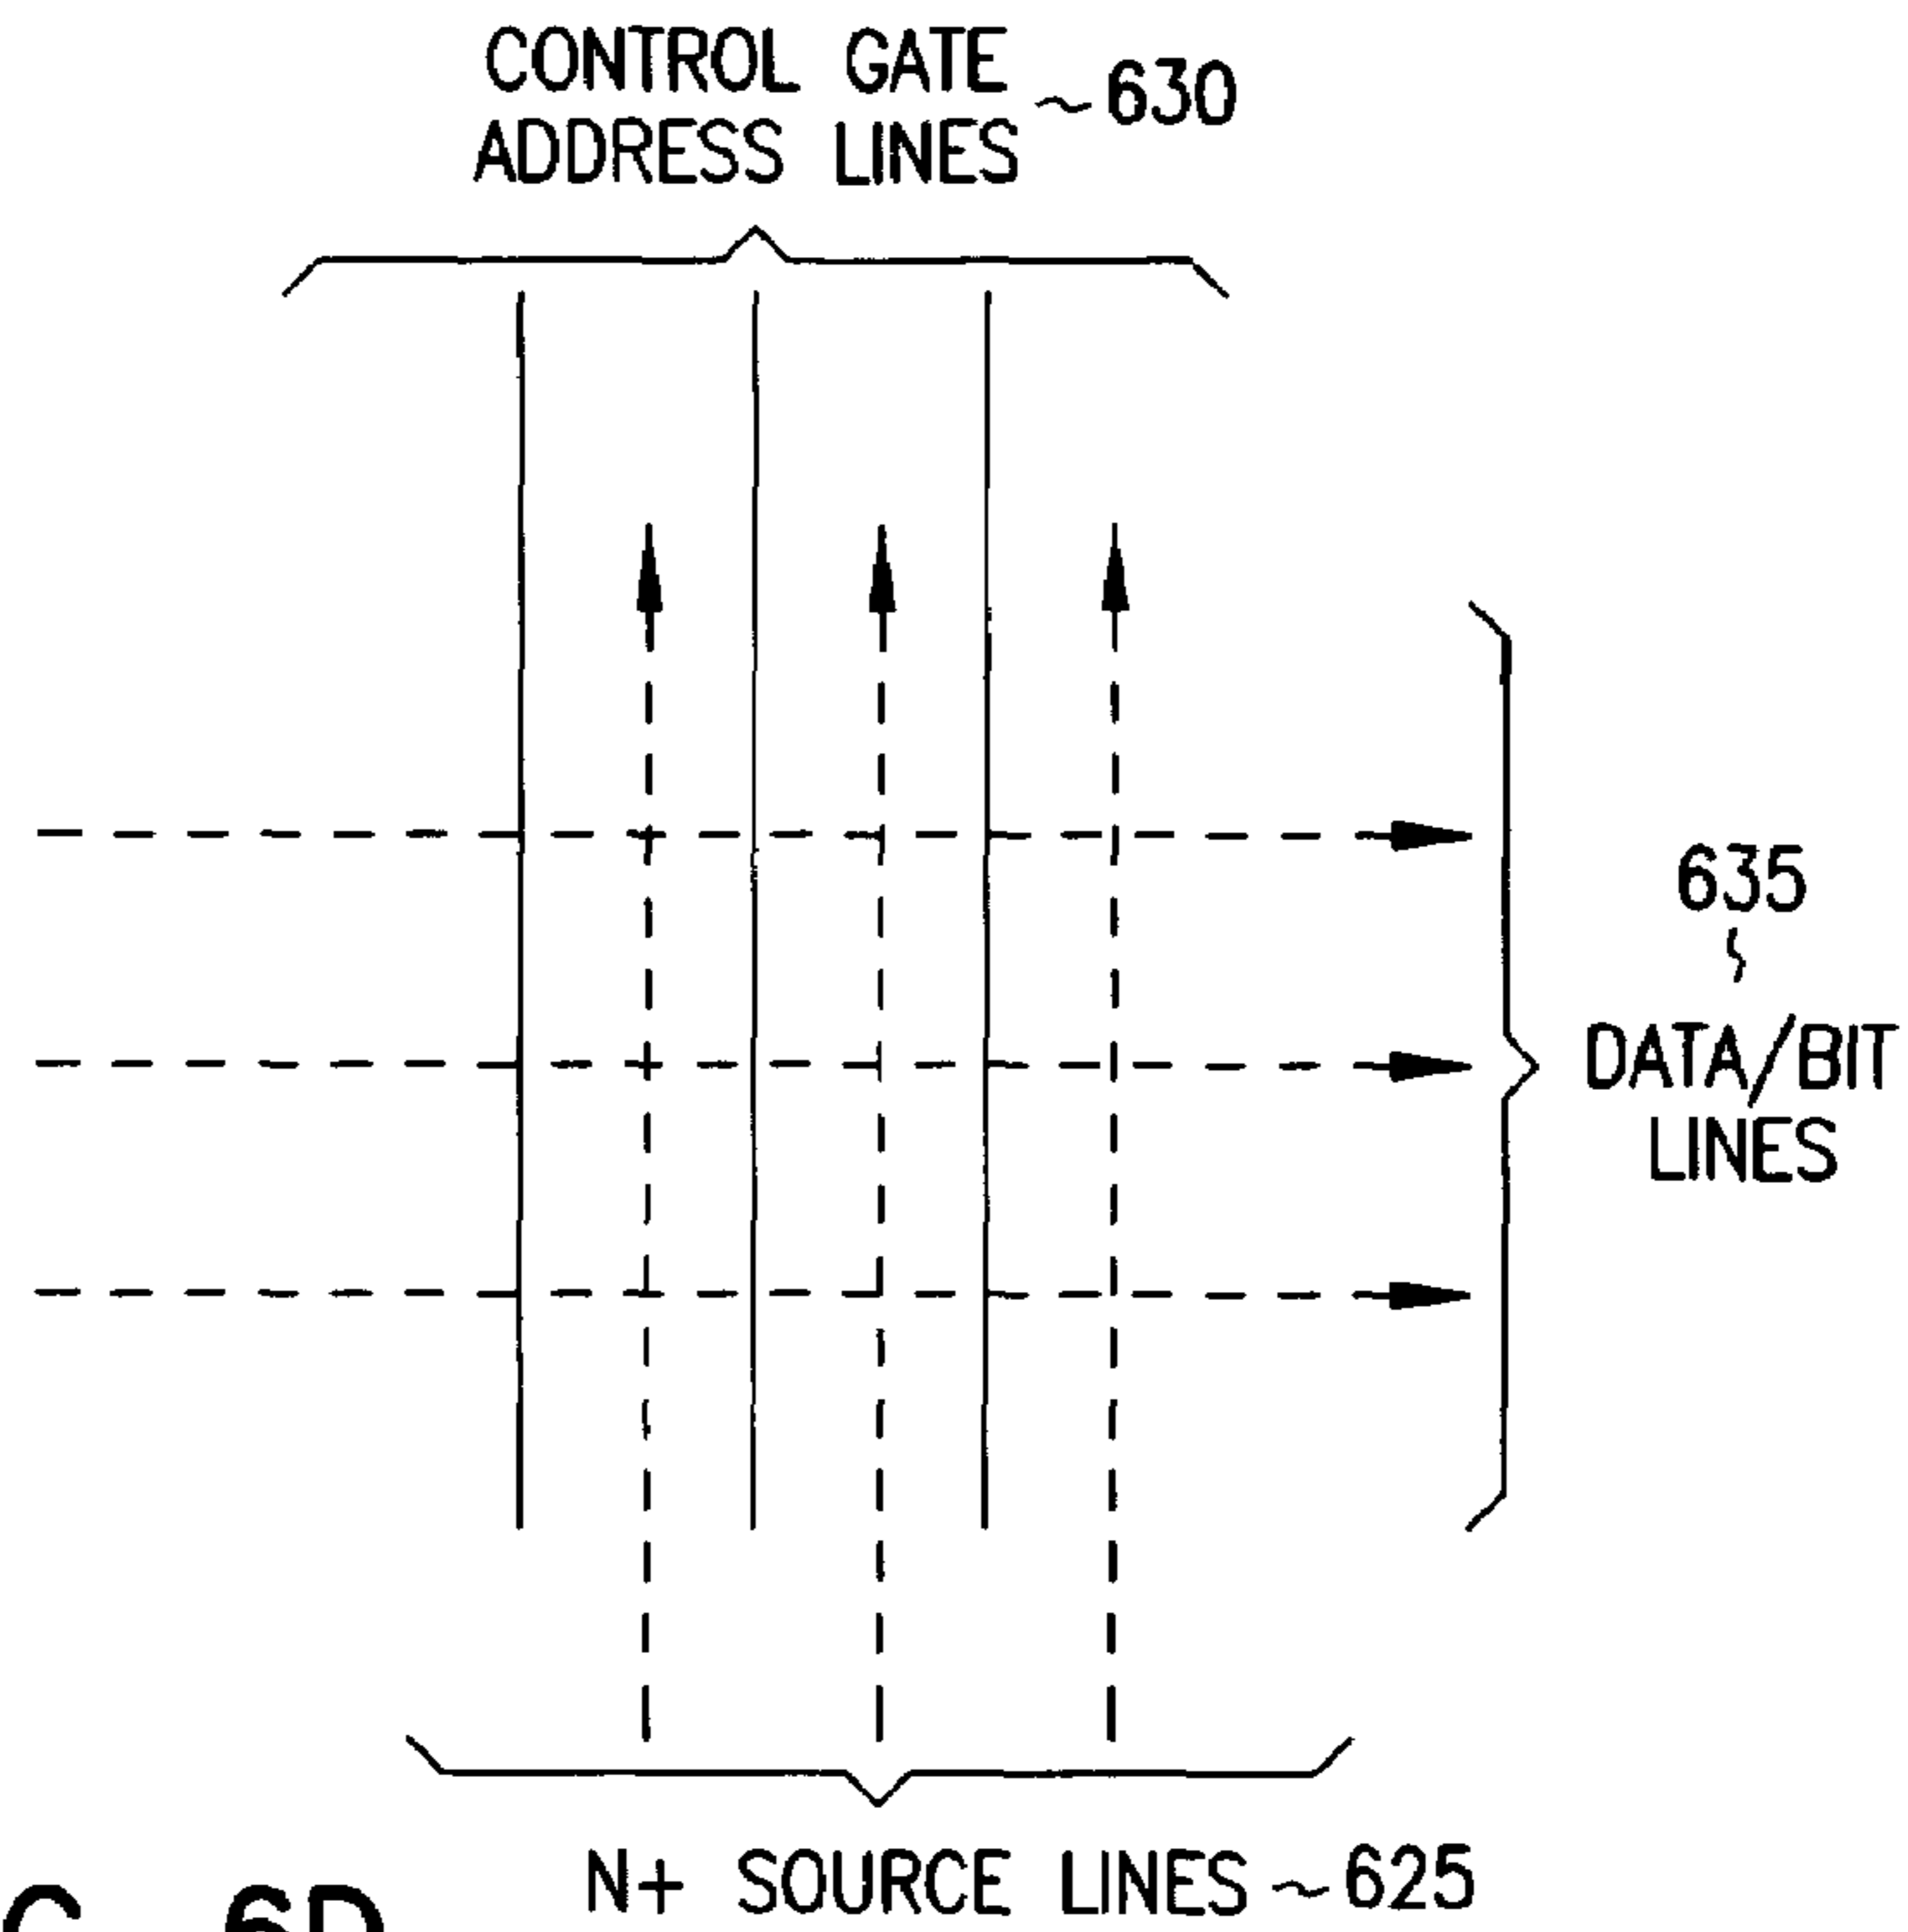 CONTROL GATE
ADDRESS LINES
~630
635
DATA/BIT
LINES
N+ SOURCE LINES ~625